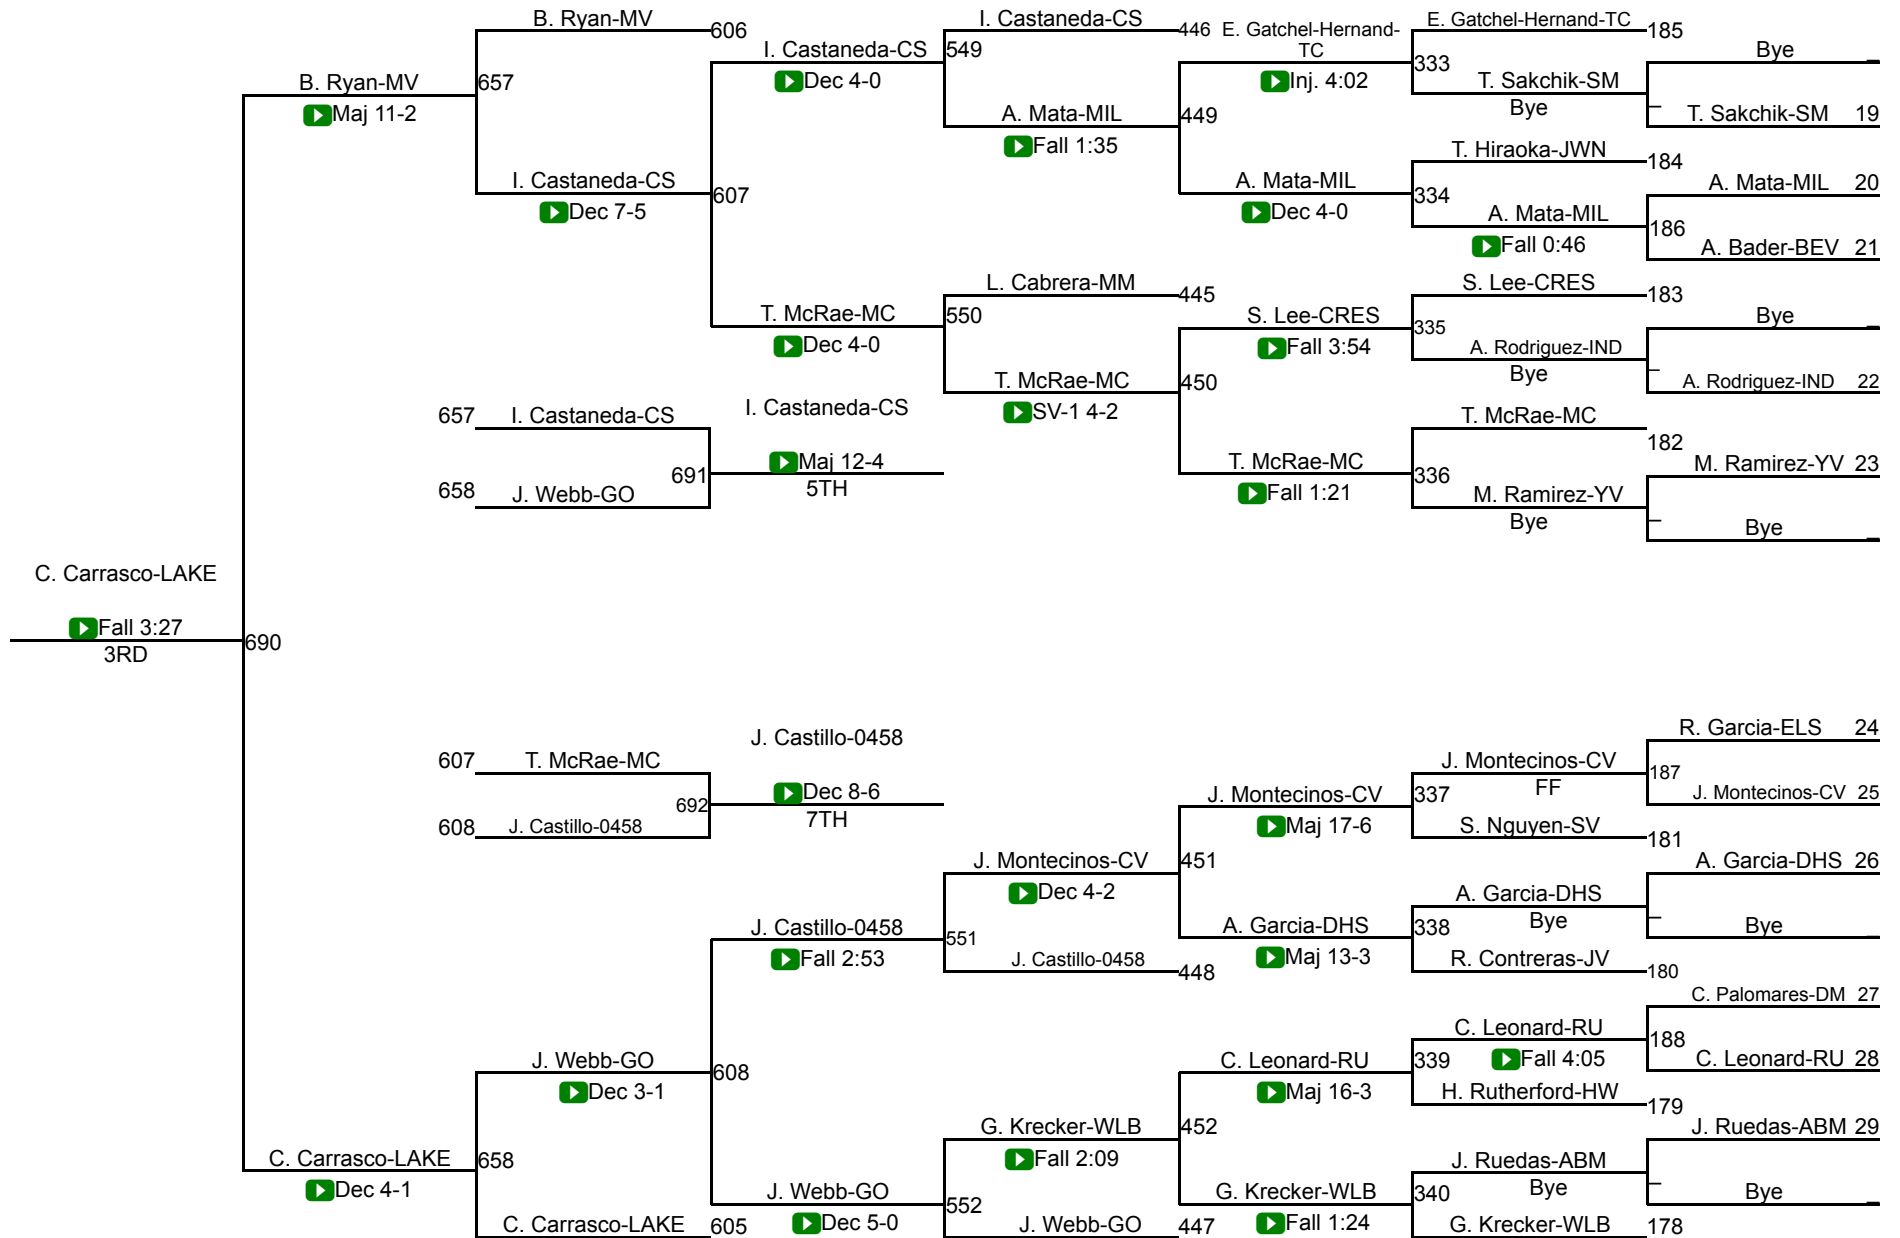 B. Ryan-MV
606
I. Castaneda-CS
446
E. Gatchel-Hernand-
TC
E. Gatchel-Hernand-TC
185
I. Castaneda-CS
549
Bye
_
B. Ryan-MV
657
Dec 4-0
Inj. 4:02
333
T. Sakchik-SM
Bye
_
Maj 11-2
A. Mata-MIL
449
T. Sakchik-SM 19
Fall 1:35
T. Hiraoka-JWN
184
I. Castaneda-CS
607
A. Mata-MIL
334
A. Mata-MIL 20
Dec 7-5
Dec 4-0
A. Mata-MIL
186
Fall 0:46
A. Bader-BEV 21
L. Cabrera-MM
445
S. Lee-CRES
183
T. McRae-MC
550
S. Lee-CRES
335
Bye
_
Dec 4-0
Fall 3:54
A. Rodriguez-IND
Bye
_
T. McRae-MC
450
A. Rodriguez-IND 22
657
I. Castaneda-CS
I. Castaneda-CS
SV-1 4-2
T. McRae-MC
182
691
Maj 12-4
5TH
T. McRae-MC
336
M. Ramirez-YV 23
658
J. Webb-GO
Fall 1:21
M. Ramirez-YV
Bye
_
Bye
_
C. Carrasco-LAKE
Fall 3:27
3RD
690
607
T. McRae-MC
J. Castillo-0458
R. Garcia-ELS 24
692
Dec 8-6
7TH
J. Montecinos-CV
FF
187
608
J. Castillo-0458
J. Montecinos-CV
337
J. Montecinos-CV 25
Maj 17-6
S. Nguyen-SV
181
J. Montecinos-CV
451
A. Garcia-DHS 26
Dec 4-2
A. Garcia-DHS
Bye
_
J. Castillo-0458
551
A. Garcia-DHS
338
Bye
_
Fall 2:53
J. Castillo-0458
448
Maj 13-3
R. Contreras-JV
180
C. Palomares-DM 27
J. Webb-GO
608
C. Leonard-RU
339
C. Leonard-RU
188
Dec 3-1
Maj 16-3
Fall 4:05
C. Leonard-RU 28
H. Rutherford-HW
179
G. Krecker-WLB
452
J. Ruedas-ABM 29
C. Carrasco-LAKE
658
Fall 2:09
J. Ruedas-ABM
Bye
_
Dec 4-1
J. Webb-GO
552
G. Krecker-WLB
340
Bye
_
C. Carrasco-LAKE
605
Dec 5-0
J. Webb-GO
447
Fall 1:24
G. Krecker-WLB
178